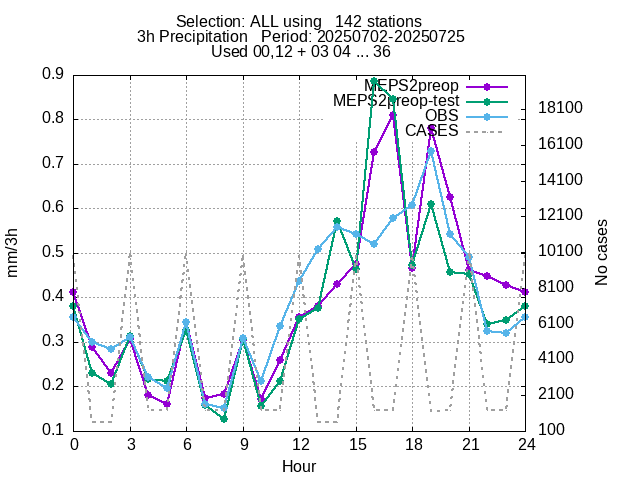 Selection: ALL using   142 stations
3h Precipitation   Period: 20250702-20250725
Used 00,12 + 03 04 ... 36
MEPS2preop
MEPS2preop-test
OBS
CASES
mm/3h
0.9
0.8
0.7
0.6
0.5
0.4
0.3
0.2
0.1
18100
16100
14100
12100
10100
8100
6100
4100
2100
100
No cases
0 3 6 9 12 15 18 21 24
Hour